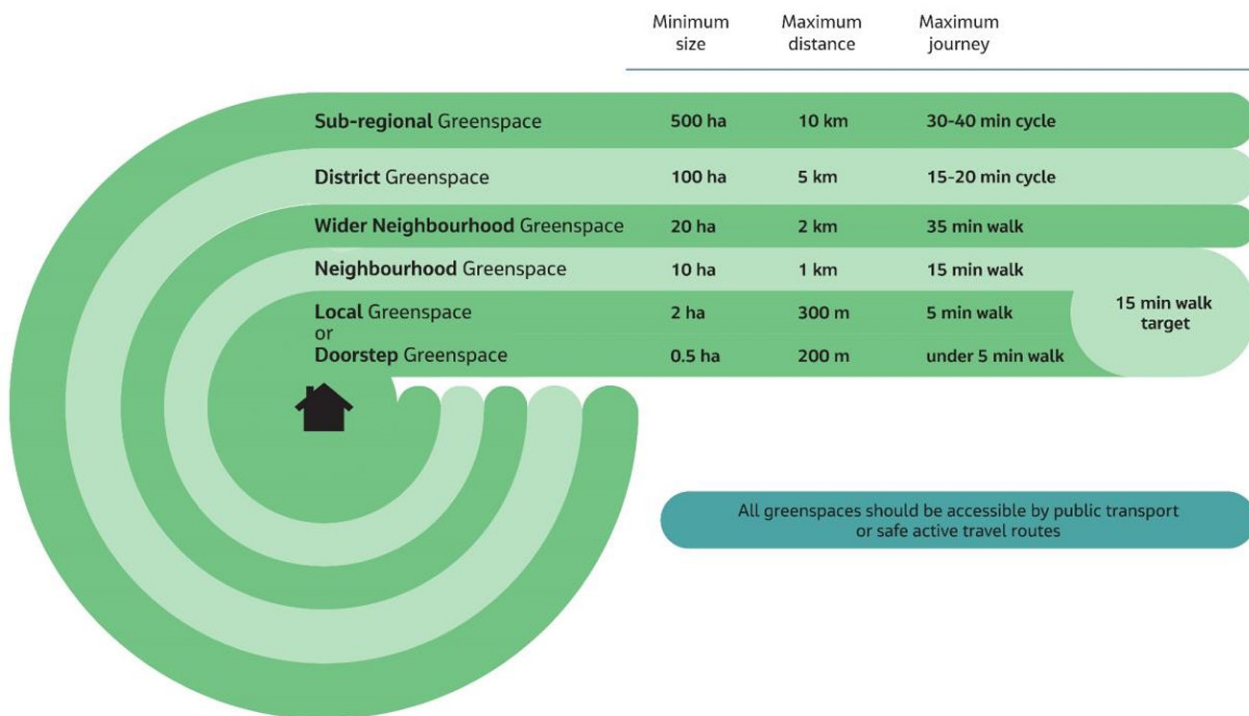 Minimum size Maximum distance Maximum journey
Sub-regional Greenspace 500 ha 10 km 30-40 min cycle
District Greenspace 100 ha 5 km 15-20 min cycle
Wider Neighbourhood Greenspace 20 ha 2 km 35 min walk
Neighbourhood Greenspace 10 ha 1 km 15 min walk
Local Greenspace 2 ha 300 m 5 min walk
or
Doorstep Greenspace 0.5 ha 200 m under 5 min walk
15 min walk
target
All greenspaces should be accessible by public transport
or safe active travel routes